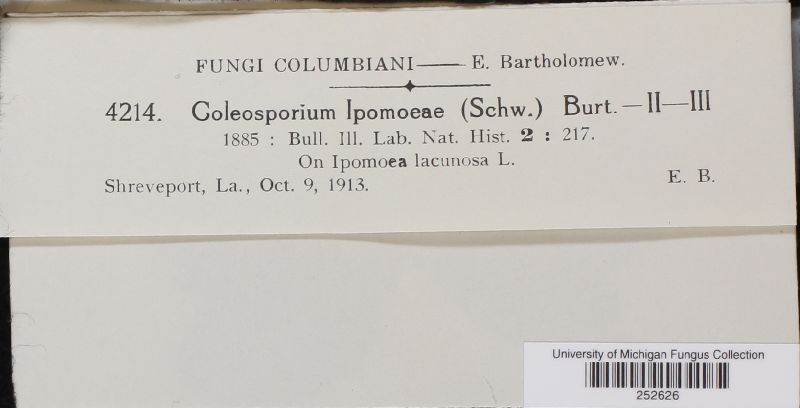 FUNGI COLUMBIANI—— E. Bartholomew.
4214. Coleosporium Ipomoeae (Schw.) Burt.—II—III
1885 : Bull. Ill. Lab. Nat. Hist. 2 : 217.
On Ipomoea lacunosa L.
Shreveport, La., Oct. 9, 1913. E. B.
University of Michigan Fungus Collection
252626